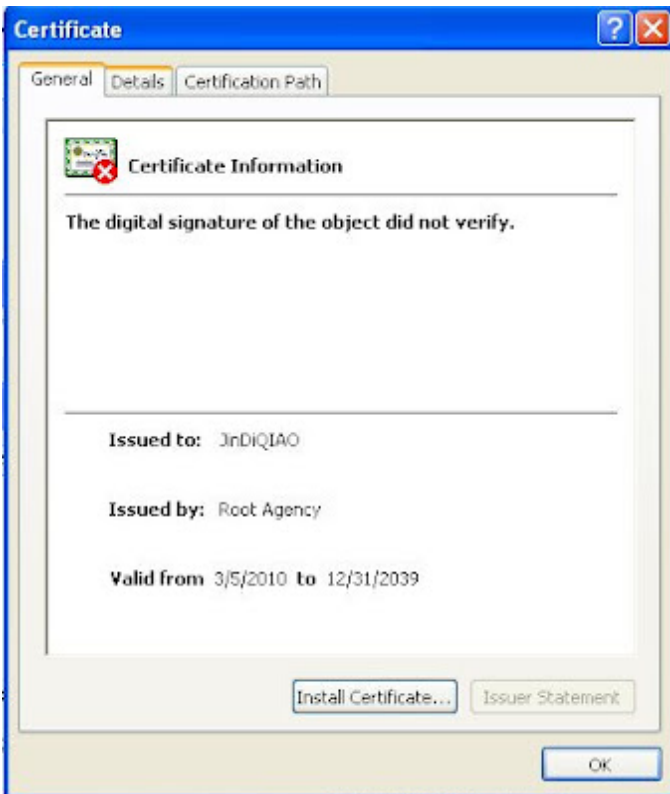 Certificate
General Details Certification Path
Certificate Information
The digital signature of the object did not verify.
Issued to: JinDiQIAO
Issued by: Root Agency
Valid from 3/5/2010 to 12/31/2039
Install Certificate... Issuer Statement
OK